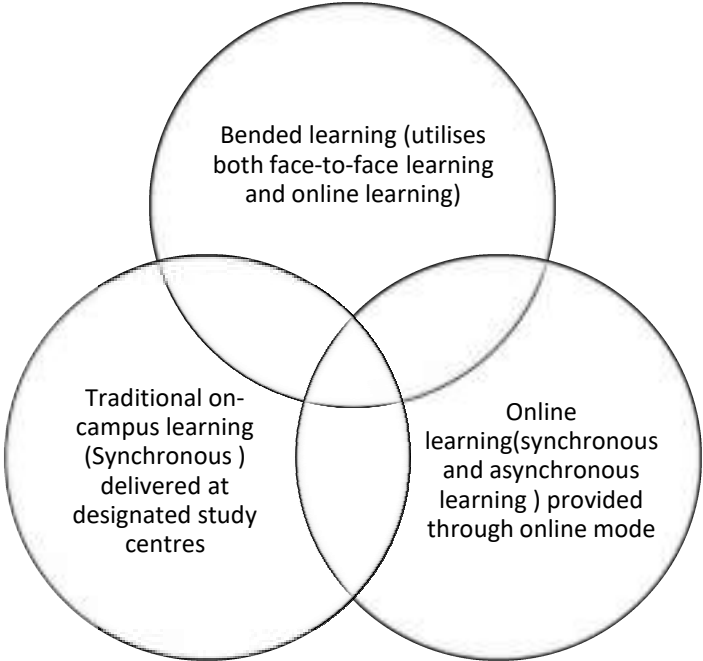 Bended learning (utilises
both face-to-face learning
and online learning)
Traditional on-
campus learning
(Synchronous )
delivered at
designated study
centres
Online
learning(synchronous
and asynchronous
learning ) provided
through online mode